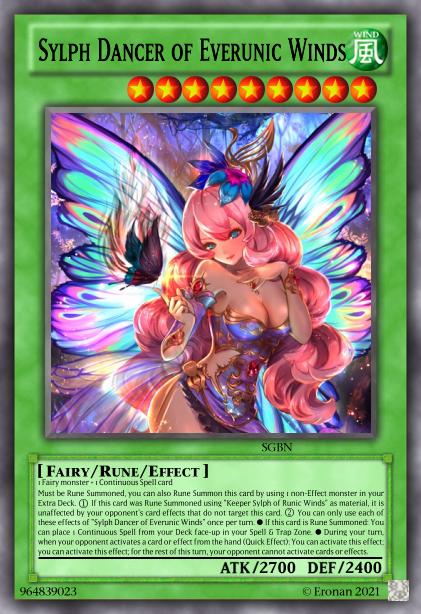 SYLPH DANCER OF EVERUNIC WINDS
WIND
風
SGBN
[ FAIRY/RUNE/EFFECT ]
1 Fairy monster + 1 Continuous Spell card
Must be Rune Summoned, you can also Rune Summon this card by using 1 non-Effect monster in your
Extra Deck. ① If this card was Rune Summoned using "Keeper Sylph of Runic Winds" as material, it is
unaffected by your opponent's card effects that do not target this card. ② You can only use each of
these effects of "Sylph Dancer of Everunic Winds" once per turn. ● If this card is Rune Summoned: You
can place 1 Continuous Spell from your Deck face-up in your Spell & Trap Zone. ● During your turn,
when your opponent activates a card or effect from the hand (Quick Effect): You can activate this effect;
you can activate this effect; for the rest of this turn, your opponent cannot activate cards or effects.
ATK/2700 DEF/2400
964839023
© Eronan 2021